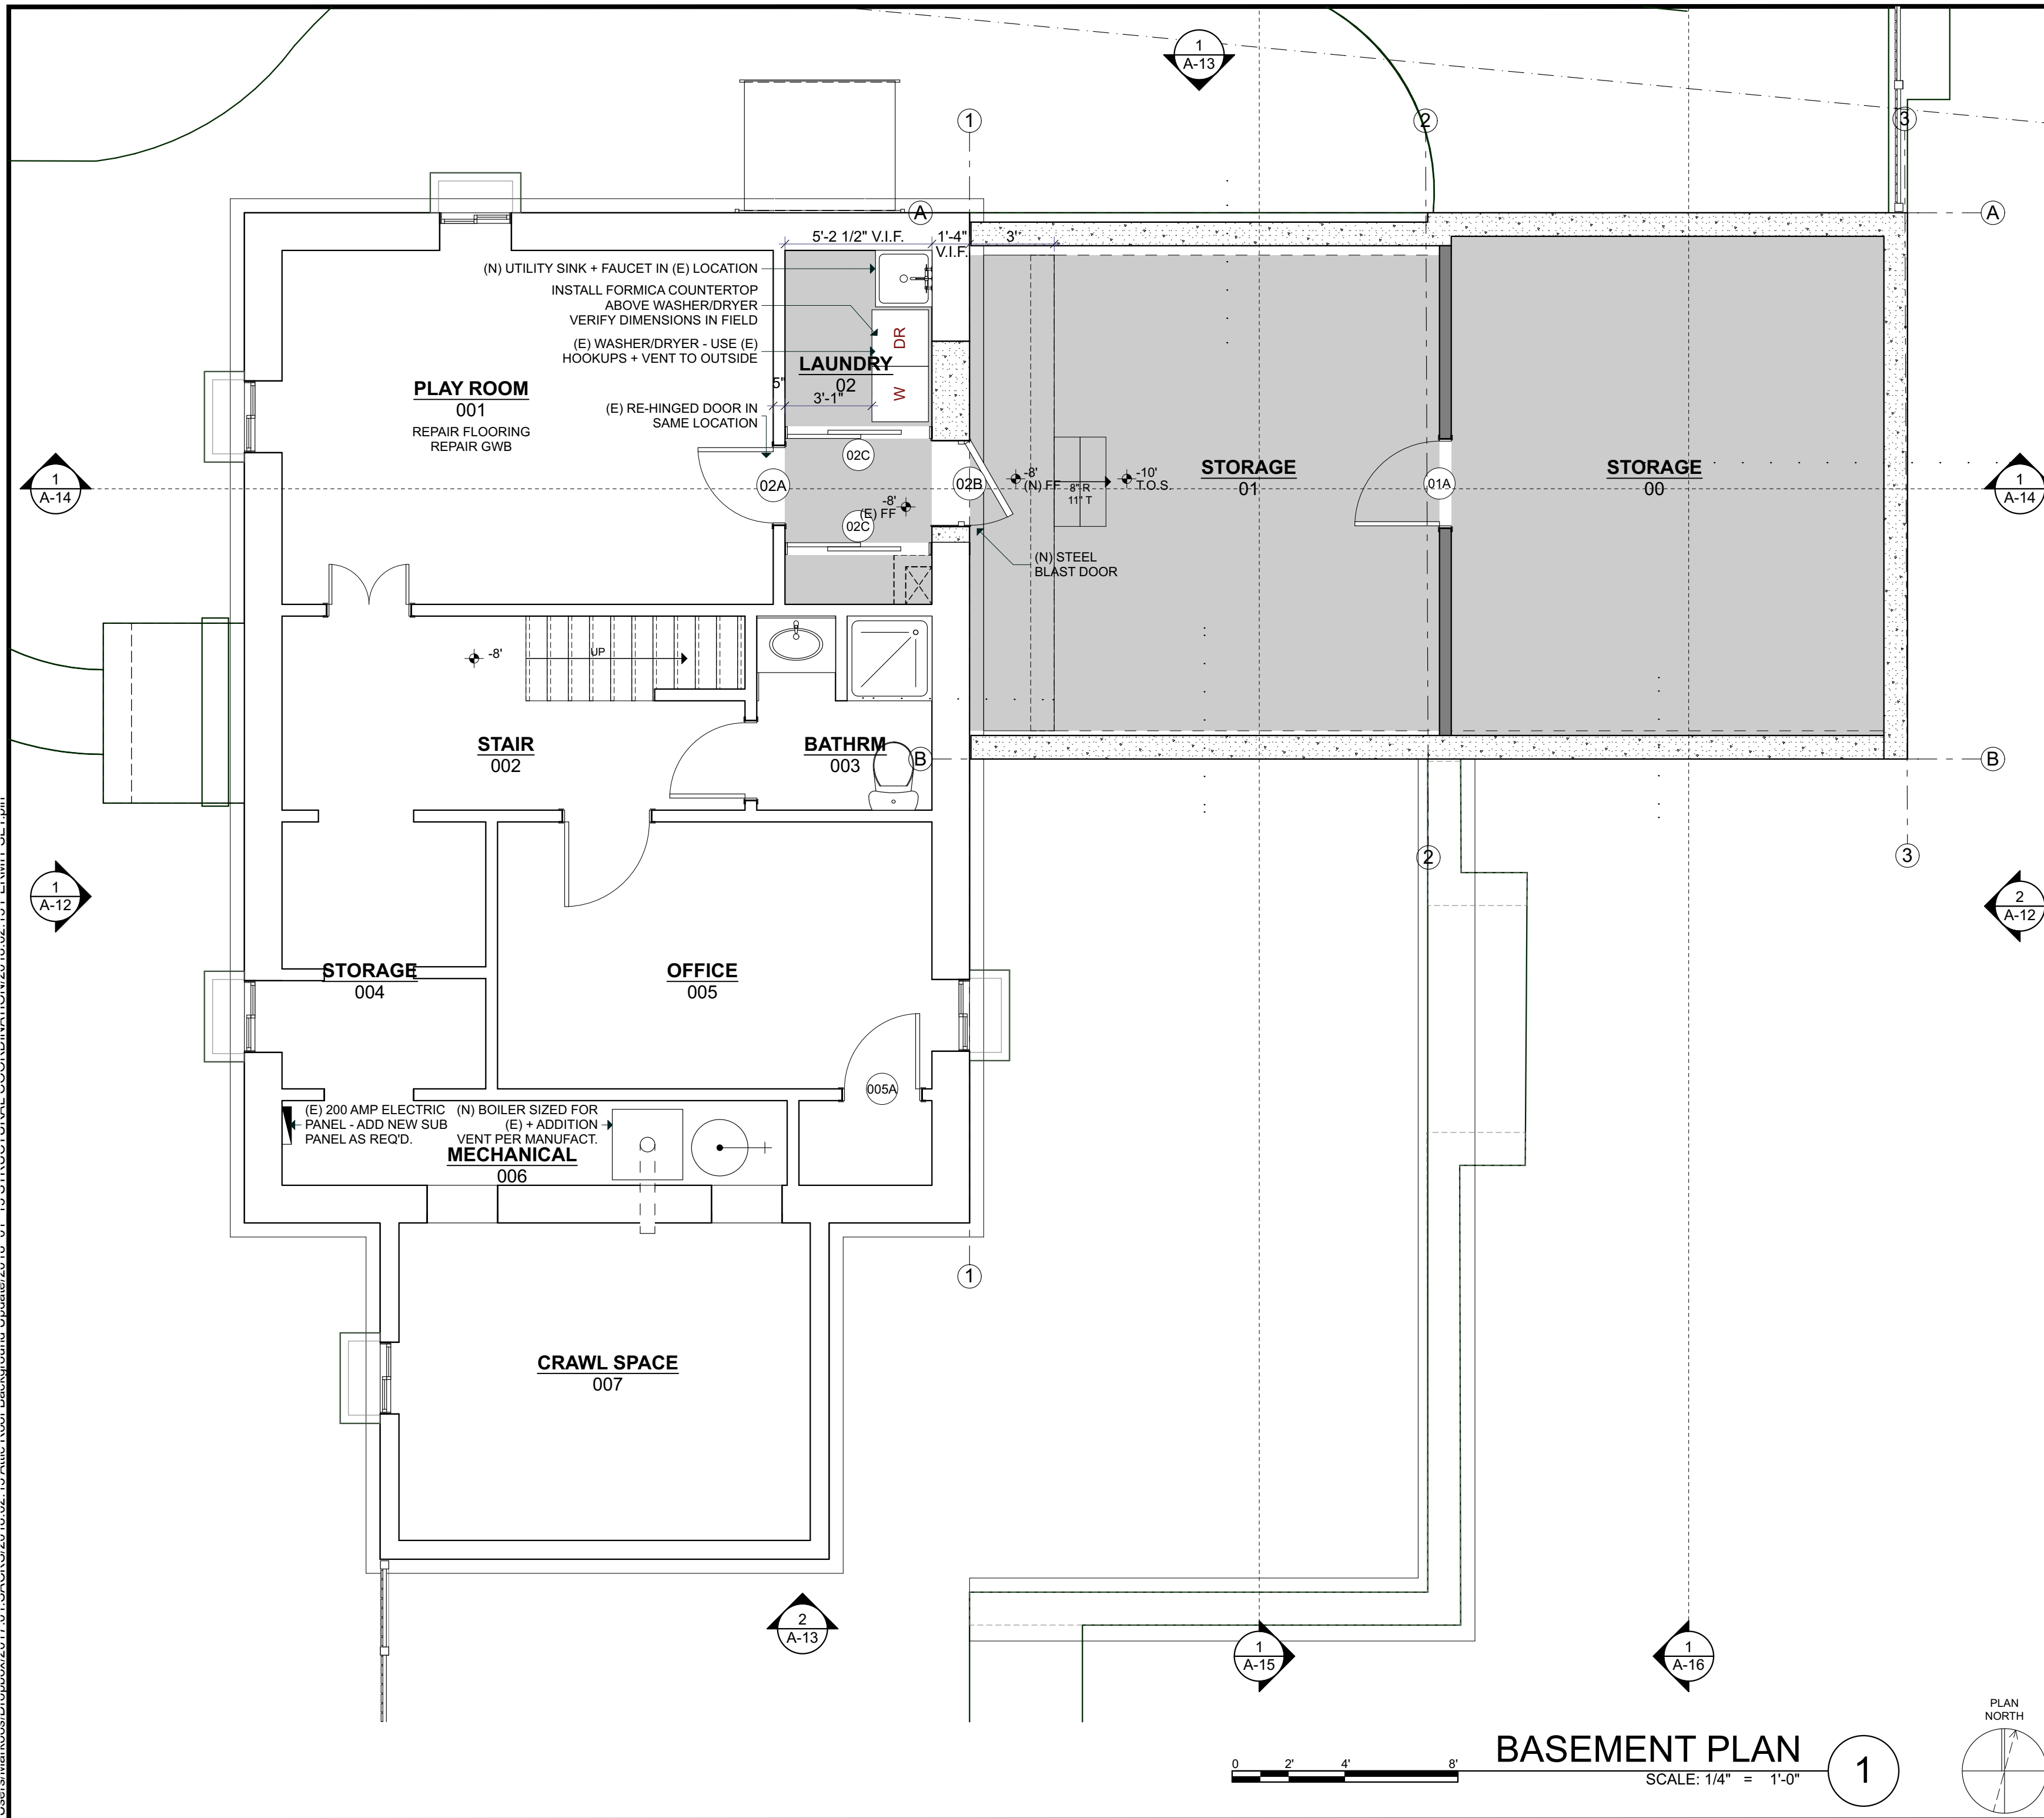 1
A-13
1
2
3
A
A
5'-2 1/2" V.I.F.
1'-4"
V.I.F.
3'
(N) UTILITY SINK + FAUCET IN (E) LOCATION
INSTALL FORMICA COUNTERTOP
ABOVE WASHER/DRYER
VERIFY DIMENSIONS IN FIELD
(E) WASHER/DRYER - USE (E)
HOOKUPS + VENT TO OUTSIDE
DR
W
LAUNDRY
02
5"
3'-1"
PLAY ROOM
001
REPAIR FLOORING
REPAIR GWB
(E) RE-HINGED DOOR IN
SAME LOCATION
02C
02A
02B
-8'
(E) FF
02C
-8'
(N) FF
8" R
11" T
-10'
T.O.S.
STORAGE
01
01A
STORAGE
00
1
A-14
1
A-14
(N) STEEL
BLAST DOOR
-8'
UP
STAIR
002
BATHRM
003
B
B
2
3
1
A-12
2
A-12
STORAGE
004
OFFICE
005
005A
(E) 200 AMP ELECTRIC
PANEL - ADD NEW SUB
PANEL AS REQ'D.
(N) BOILER SIZED FOR
(E) + ADDITION
VENT PER MANUFACT.
MECHANICAL
006
1
CRAWL SPACE
007
2
A-13
1
A-15
1
A-16
PLAN
NORTH
0 2' 4' 8'
BASEMENT PLAN
SCALE: 1/4" = 1'-0"
1